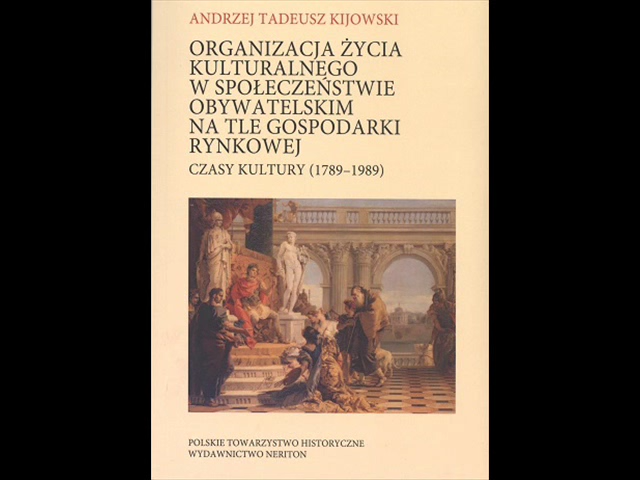 ANDRZEJ TADEUSZ KIJOWSKI
ORGANIZACJA ŻYCIA
KULTURALNEGO
W SPOŁECZEŃSTWIE
OBYWATELSKIM
NA TLE GOSPODARKI
RYNKOWEJ
CZASY KULTURY (1789–1989)
POLSKIE TOWARZYSTWO HISTORYCZNE
WYDAWNICTWO NERITON